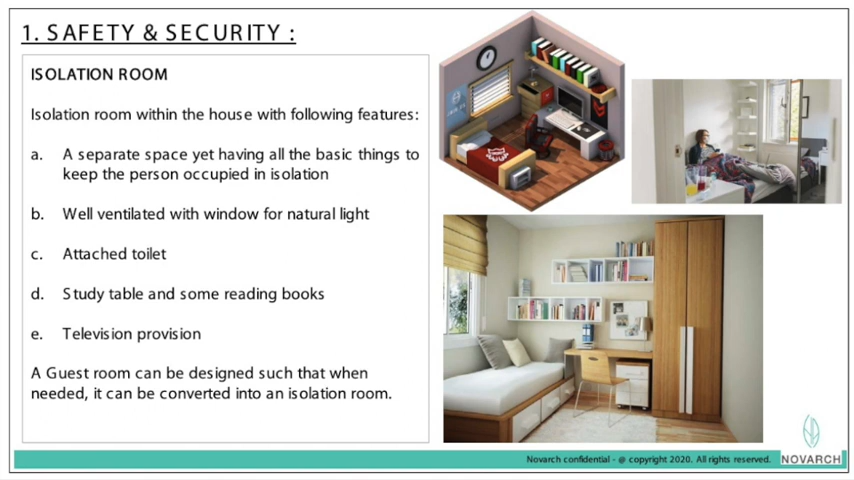 1. SAFETY & SECURITY :
ISOLATION ROOM
Isolation room within the house with following features:
a. A separate space yet having all the basic things to
keep the person occupied in isolation
b. Well ventilated with window for natural light
c. Attached toilet
d. Study table and some reading books
e. Television provision
A Guest room can be designed such that when
needed, it can be converted into an isolation room.
Novarch confidential - @ copyright 2020. All rights reserved.
NOVARCH